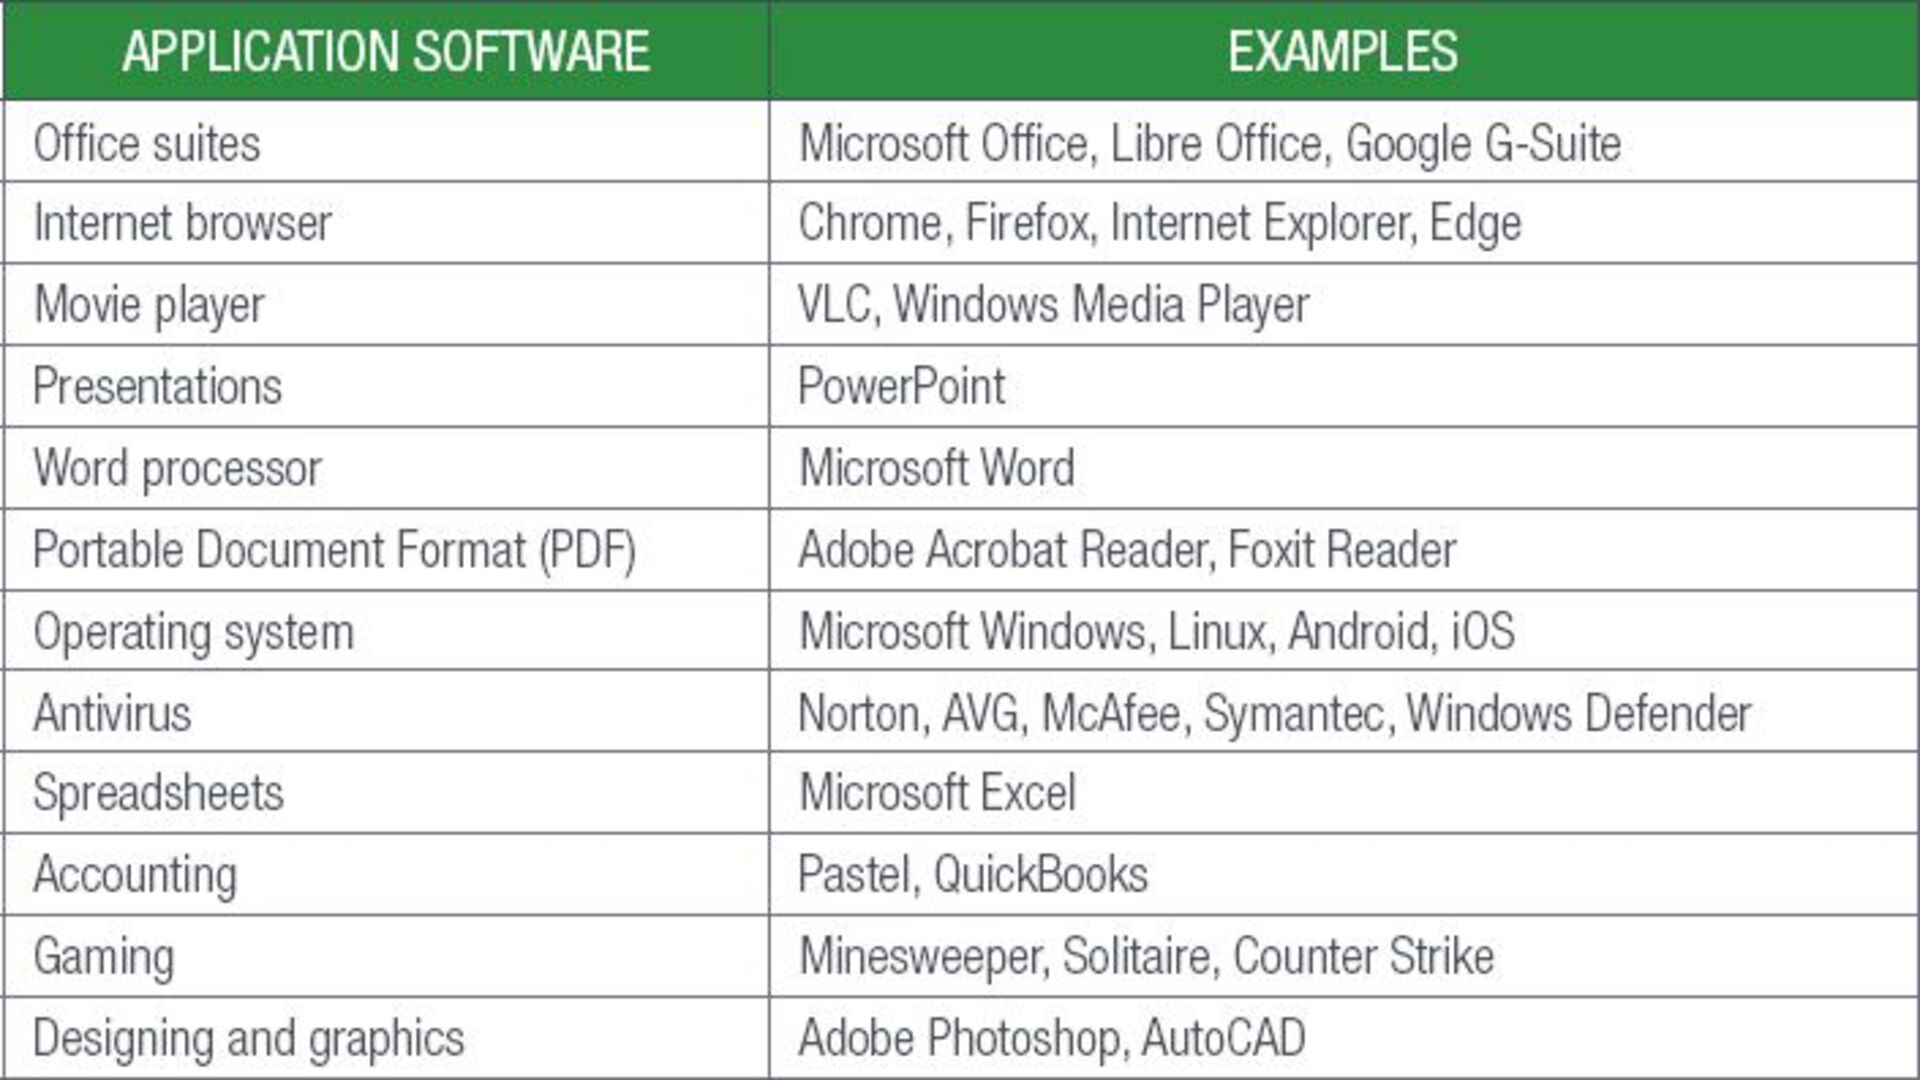 APPLICATION SOFTWARE EXAMPLES
Office suites Microsoft Office, Libre Office, Google G-Suite
Internet browser Chrome, Firefox, Internet Explorer, Edge
Movie player VLC, Windows Media Player
Presentations PowerPoint
Word processor Microsoft Word
Portable Document Format (PDF) Adobe Acrobat Reader, Foxit Reader
Operating system Microsoft Windows, Linux, Android, iOS
Antivirus Norton, AVG, McAfee, Symantec, Windows Defender
Spreadsheets Microsoft Excel
Accounting Pastel, QuickBooks
Gaming Minesweeper, Solitaire, Counter Strike
Designing and graphics Adobe Photoshop, AutoCAD